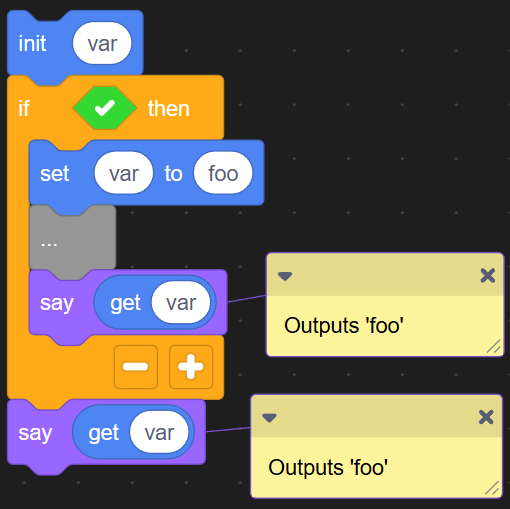 init var
if then
set var to foo
...
say get var
Outputs 'foo'
say get var
Outputs 'foo'